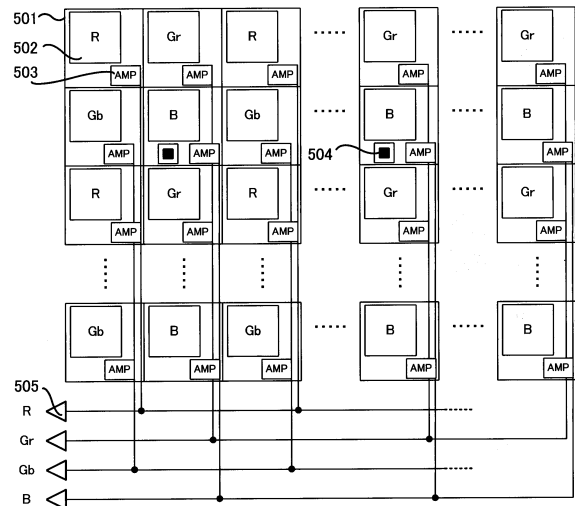 501
502
503
R Gr R ..... Gr ..... Gr
AMP AMP AMP AMP AMP
Gb B Gb B B
504
AMP AMP AMP AMP AMP
R Gr R ..... Gr ..... Gr
AMP AMP AMP AMP AMP
Gb B Gb ..... B ..... B
AMP AMP AMP AMP AMP
505
R
Gr
Gb
B